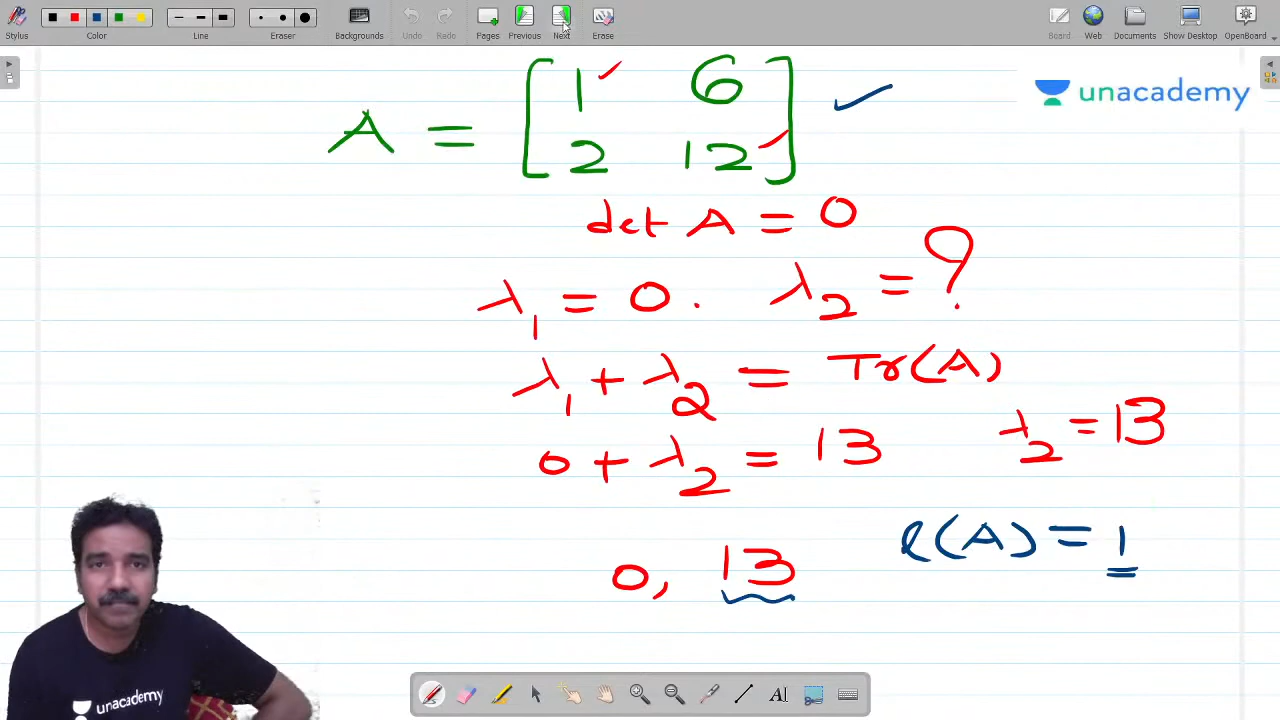 Stylus Color Line Eraser Backgrounds Undo Redo Pages Previous Next Erase Board Web Documents Show Desktop OpenBoard
unacademy
A = [ 1 6
2 12 ]
det A = 0
λ₁ = 0. λ₂ = ?
λ₁ + λ₂ = Tr(A)
0 + λ₂ = 13 λ₂ = 13
ρ(A) = 1
0, 13
unacademy